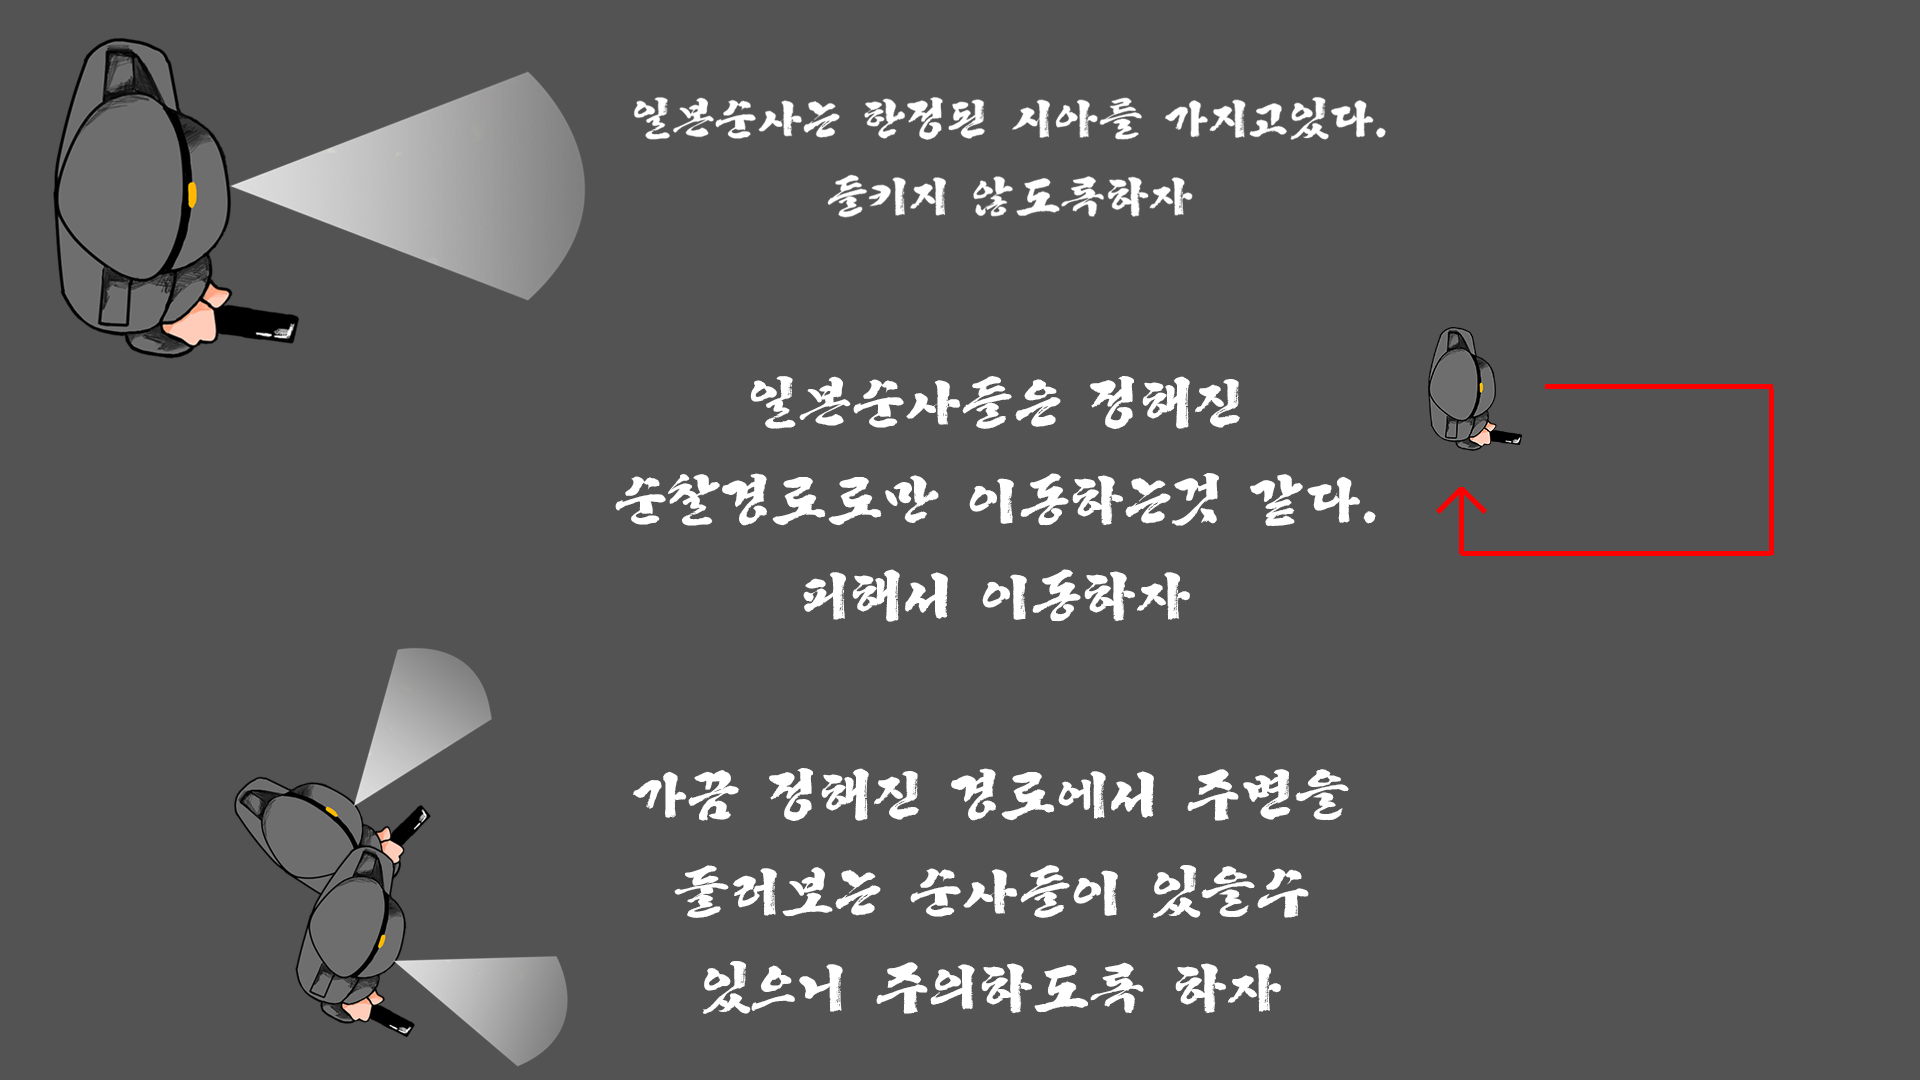 일본순사는 한정된 시야를 가지고있다.
들키지 않도록하자
일본순사들은 정해진
순찰경로로만 이동하는것 같다.
피해서 이동하자
가끔 정해진 경로에서 주변을
둘러보는 순사들이 있을수
있으니 주의하도록 하자